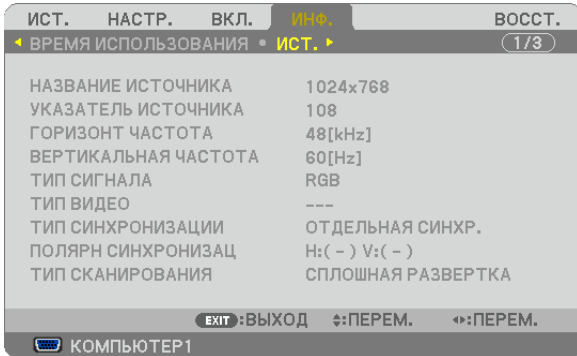 ИСТ. НАСТР. ВКЛ. ИНФ. ВОССТ.
ВРЕМЯ ИСПОЛЬЗОВАНИЯ • ИСТ. 1/3
НАЗВАНИЕ ИСТОЧНИКА 1024x768
УКАЗАТЕЛЬ ИСТОЧНИКА 108
ГОРИЗОНТ ЧАСТОТА 48[kHz]
ВЕРТИКАЛЬНАЯ ЧАСТОТА 60[Hz]
ТИП СИГНАЛА RGB
ТИП ВИДЕО ---
ТИП СИНХРОНИЗАЦИИ ОТДЕЛЬНАЯ СИНХР.
ПОЛЯРН СИНХРОНИЗАЦ H:( - ) V:( - )
ТИП СКАНИРОВАНИЯ СПЛОШНАЯ РАЗВЕРТКА
EXIT :ВЫХОД :ПЕРЕМ. :ПЕРЕМ.
КОМПЬЮТЕР1